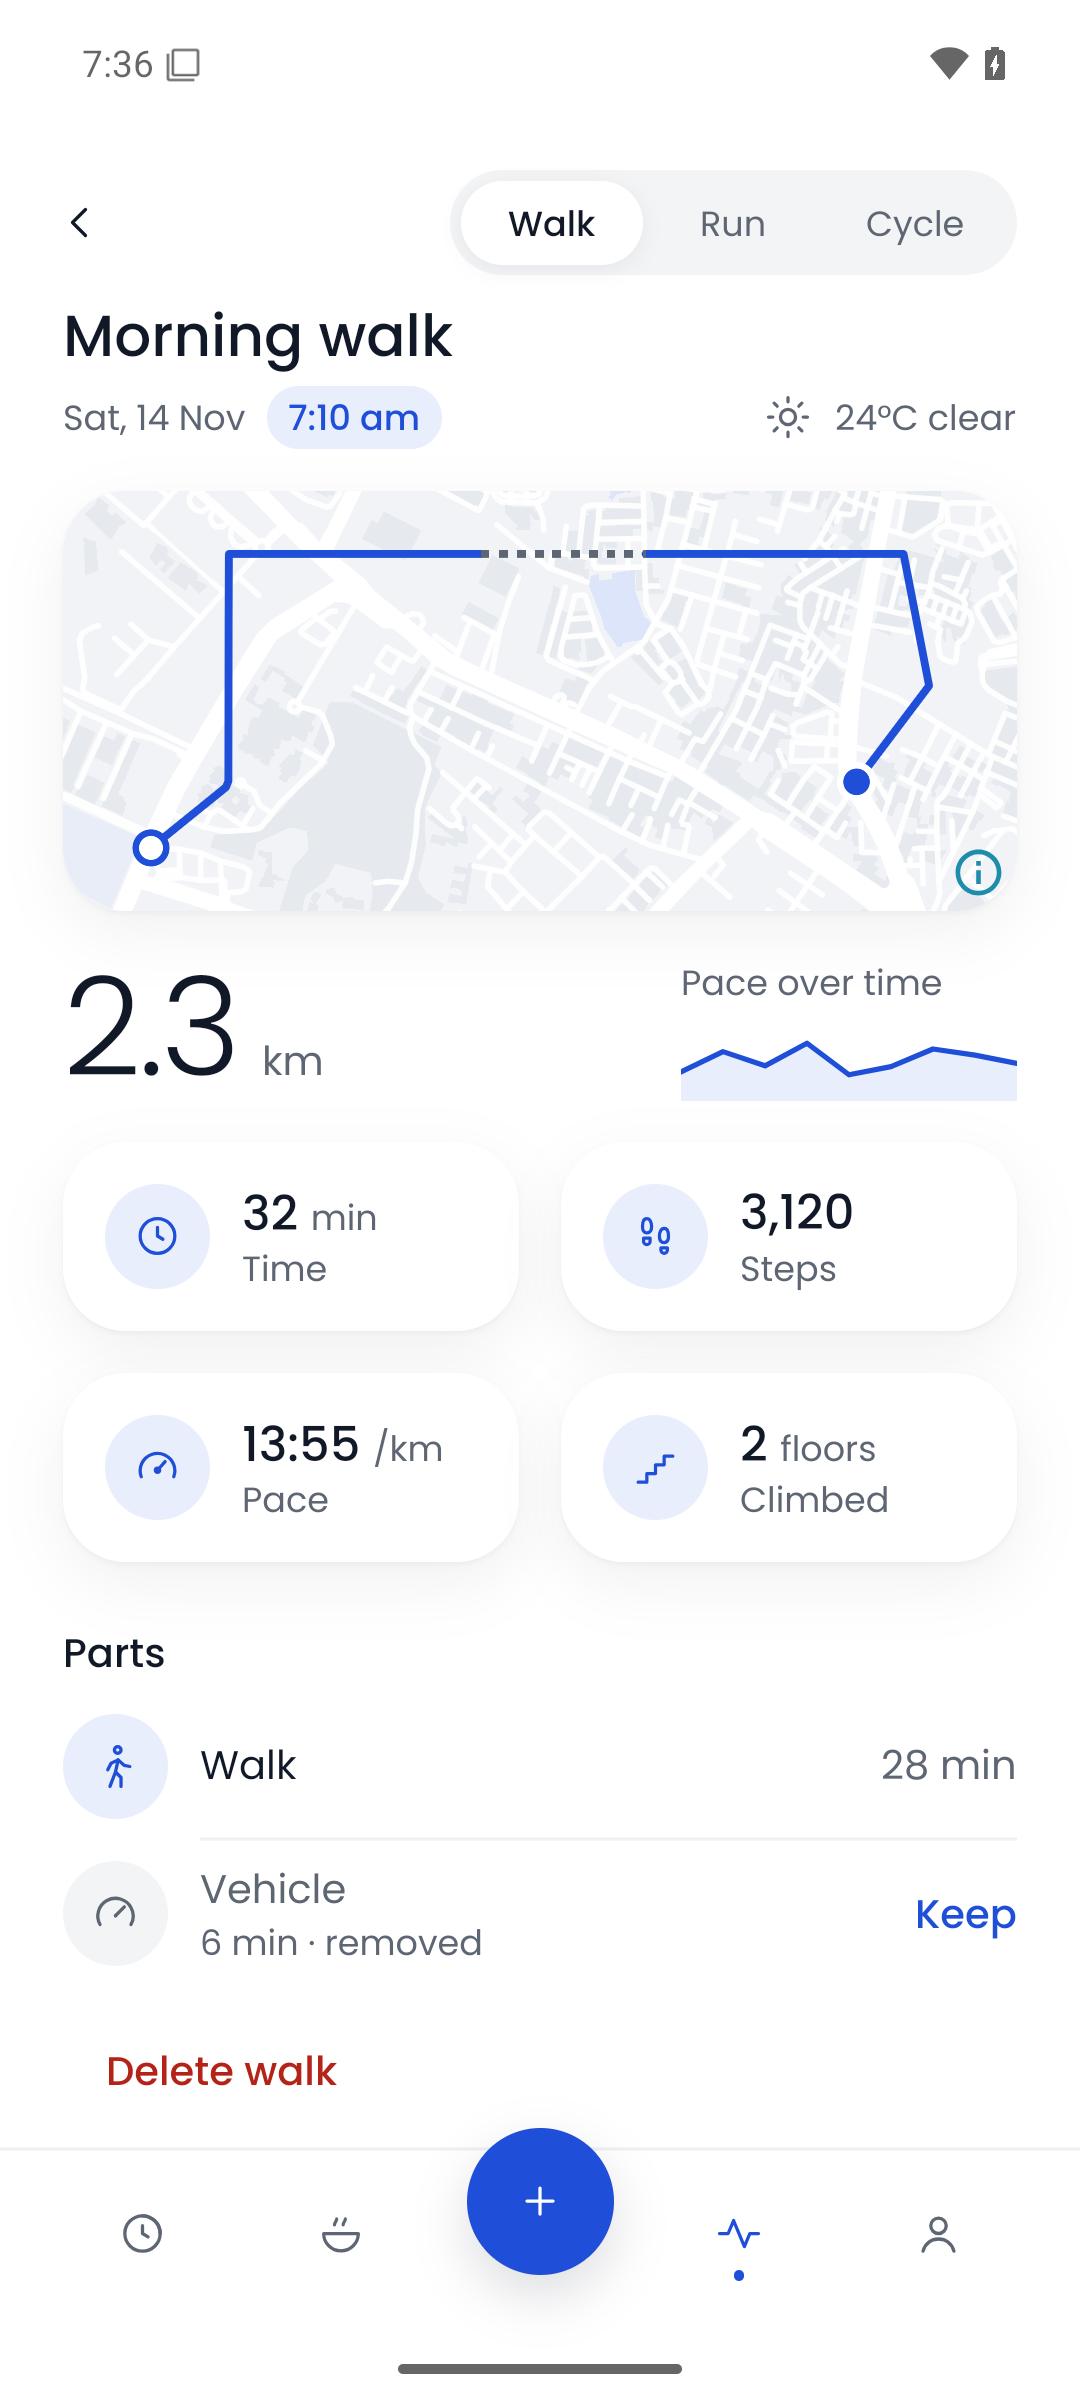 7:36
Walk Run Cycle
Morning walk
Sat, 14 Nov 7:10 am 24°C clear
2.3 km
Pace over time
32 min
Time
3,120
Steps
13:55 /km
Pace
2 floors
Climbed
Parts
Walk 28 min
Vehicle
6 min · removed
Keep
Delete walk